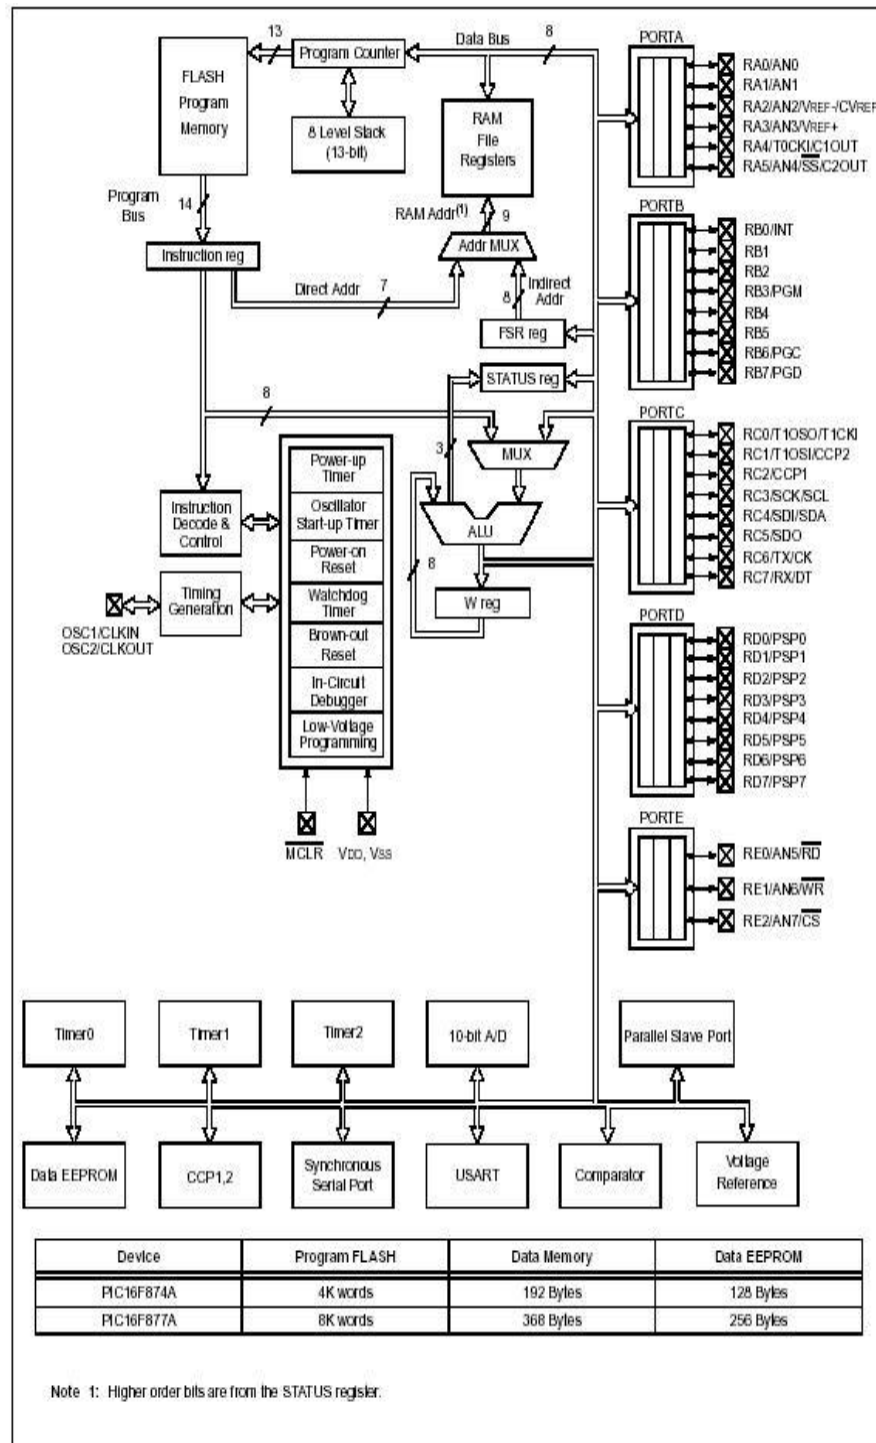 13
Program Counter
Data Bus
8
FLASH
Program
Memory
8 Level Stack
(13-bit)
RAM
File
Registers
Program
Bus
14
RAM Addr(1)
9
Addr MUX
Instruction reg
Direct Addr
7
8
Indirect
Addr
FSR reg
STATUS reg
8
3
MUX
ALU
8
W reg
Instruction
Decode &
Control
Timing
Generation
OSC1/CLKIN
OSC2/CLKOUT
Power-up
Timer
Oscillator
Start-up Timer
Power-on
Reset
Watchdog
Timer
Brown-out
Reset
In-Circuit
Debugger
Low-Voltage
Programming
MCLR
VDD, VSS
PORTA
RA0/AN0
RA1/AN1
RA2/AN2/VREF-/CVREF
RA3/AN3/VREF+
RA4/T0CKI/C1OUT
RA5/AN4/SS/C2OUT
PORTB
RB0/INT
RB1
RB2
RB3/PGM
RB4
RB5
RB6/PGC
RB7/PGD
PORTC
RC0/T1OSO/T1CKI
RC1/T1OSI/CCP2
RC2/CCP1
RC3/SCK/SCL
RC4/SDI/SDA
RC5/SDO
RC6/TX/CK
RC7/RX/DT
PORTD
RD0/PSP0
RD1/PSP1
RD2/PSP2
RD3/PSP3
RD4/PSP4
RD5/PSP5
RD6/PSP6
RD7/PSP7
PORTE
RE0/AN5/RD
RE1/AN6/WR
RE2/AN7/CS
Timer0
Timer1
Timer2
10-bit A/D
Parallel Slave Port
Data EEPROM
CCP1,2
Synchronous
Serial Port
USART
Comparator
Voltage
Reference
Device Program FLASH Data Memory Data EEPROM
PIC16F874A 4K words 192 Bytes 128 Bytes
PIC16F877A 8K words 368 Bytes 256 Bytes
Note 1: Higher order bits are from the STATUS register.